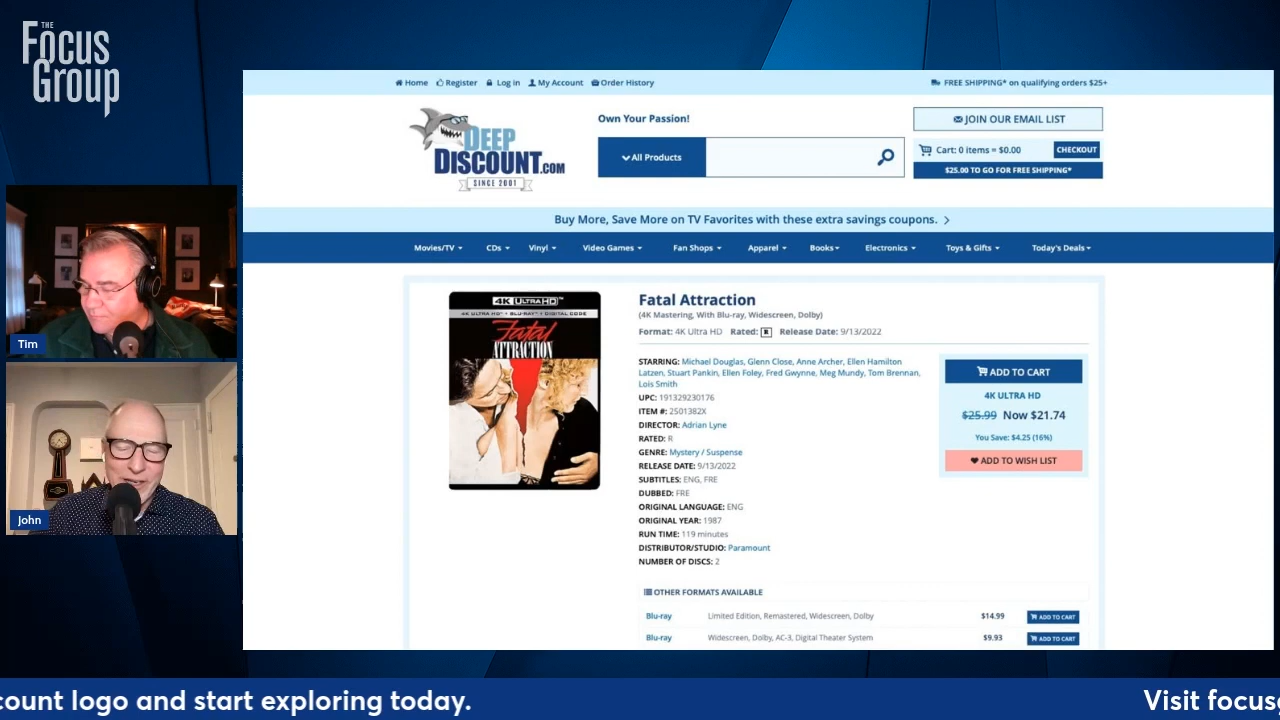 THE
Focus
Group
Home Register Log in My Account Order History
FREE SHIPPING* on qualifying orders $25+
DEEP
DISCOUNT.COM
SINCE 2001
Own Your Passion!
All Products
JOIN OUR EMAIL LIST
Cart: 0 items = $0.00 CHECKOUT
$25.00 TO GO FOR FREE SHIPPING*
Buy More, Save More on TV Favorites with these extra savings coupons.
Movies/TV CDs Vinyl Video Games Fan Shops Apparel Books Electronics Toys & Gifts Today's Deals
4K ULTRAHD
4K ULTRA HD + BLU-RAY + DIGITAL CODE
Fatal
ATTRACTION
Fatal Attraction
(4K Mastering, With Blu-ray, Widescreen, Dolby)
Format: 4K Ultra HD Rated: R Release Date: 9/13/2022
STARRING: Michael Douglas, Glenn Close, Anne Archer, Ellen Hamilton
Latzen, Stuart Pankin, Ellen Foley, Fred Gwynne, Meg Mundy, Tom Brennan,
Lois Smith
UPC: 191329230176
ITEM #: 2501382X
DIRECTOR: Adrian Lyne
RATED: R
GENRE: Mystery / Suspense
RELEASE DATE: 9/13/2022
SUBTITLES: ENG, FRE
DUBBED: FRE
ORIGINAL LANGUAGE: ENG
ORIGINAL YEAR: 1987
RUN TIME: 119 minutes
DISTRIBUTOR/STUDIO: Paramount
NUMBER OF DISCS: 2
ADD TO CART
4K ULTRA HD
$25.99 Now $21.74
You Save: $4.25 (16%)
ADD TO WISH LIST
OTHER FORMATS AVAILABLE
Blu-ray Limited Edition, Remastered, Widescreen, Dolby $14.99 ADD TO CART
Blu-ray Widescreen, Dolby, AC-3, Digital Theater System $9.93 ADD TO CART
Tim
John
count logo and start exploring today.
Visit focus